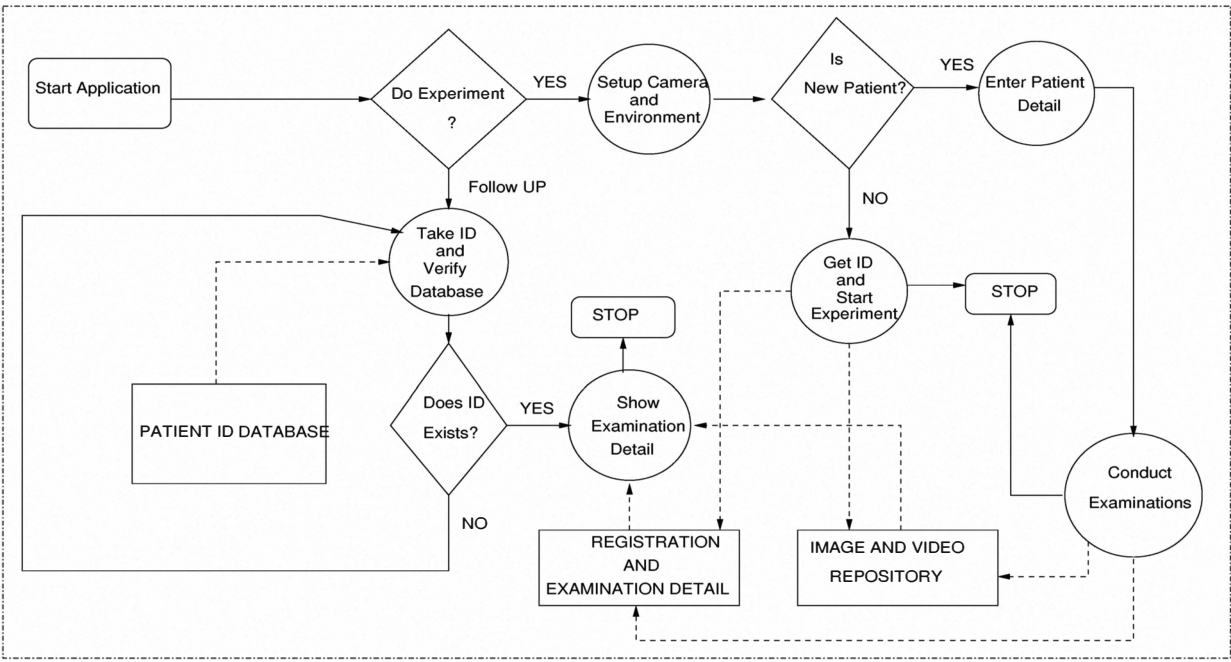 Start Application
Do Experiment
?
YES
Setup Camera
and
Environment
Is
New Patient?
YES
Enter Patient
Detail
Follow UP
NO
Take ID
and
Verify
Database
Get ID
and
Start
Experiment
STOP
STOP
PATIENT ID DATABASE
Does ID
Exists?
YES
Show
Examination
Detail
Conduct
Examinations
NO
REGISTRATION
AND
EXAMINATION DETAIL
IMAGE AND VIDEO
REPOSITORY